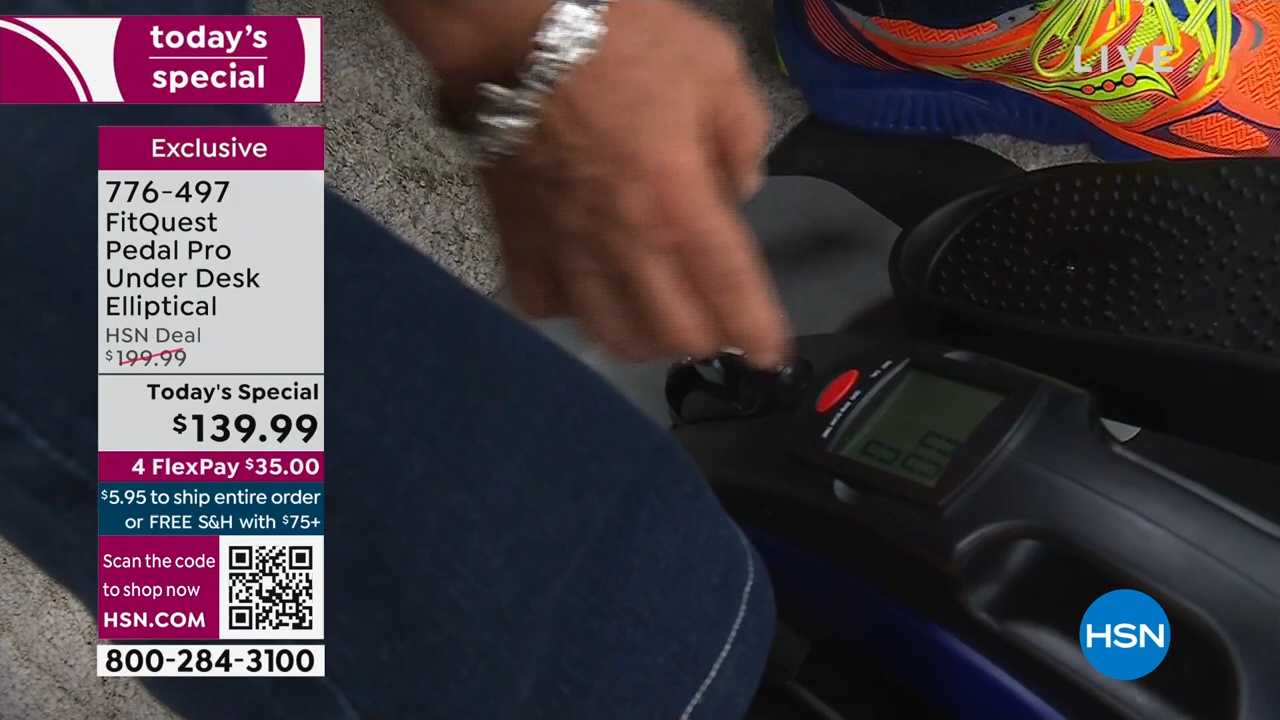 today's
special
LIVE
Exclusive
776-497
FitQuest
Pedal Pro
Under Desk
Elliptical
HSN Deal
$199.99
Today's Special
$139.99
4 FlexPay $35.00
$5.95 to ship entire order
or FREE S&H with $75+
Scan the code
to shop now
HSN.COM
800-284-3100
HSN